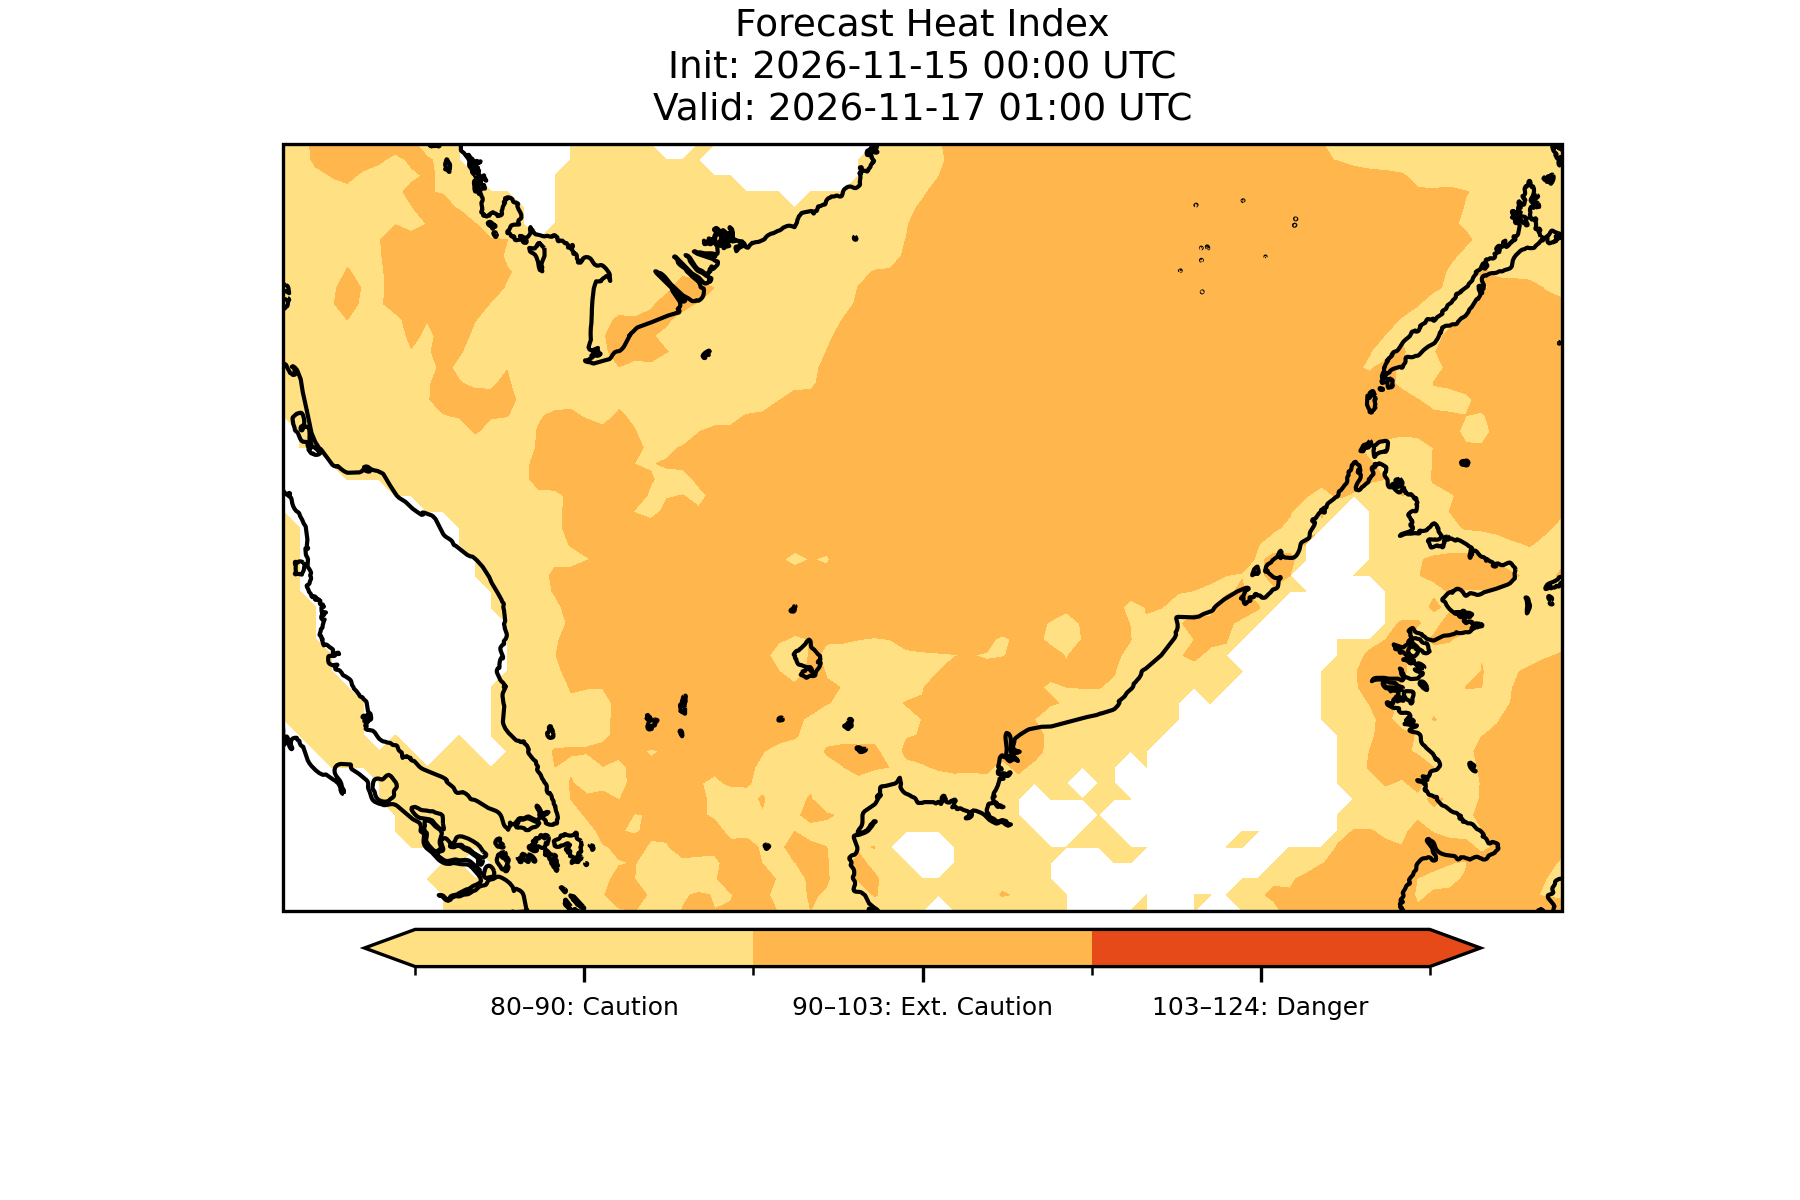 Forecast Heat Index
Init: 2026-11-15 00:00 UTC
Valid: 2026-11-17 01:00 UTC
80–90: Caution
90–103: Ext. Caution
103–124: Danger